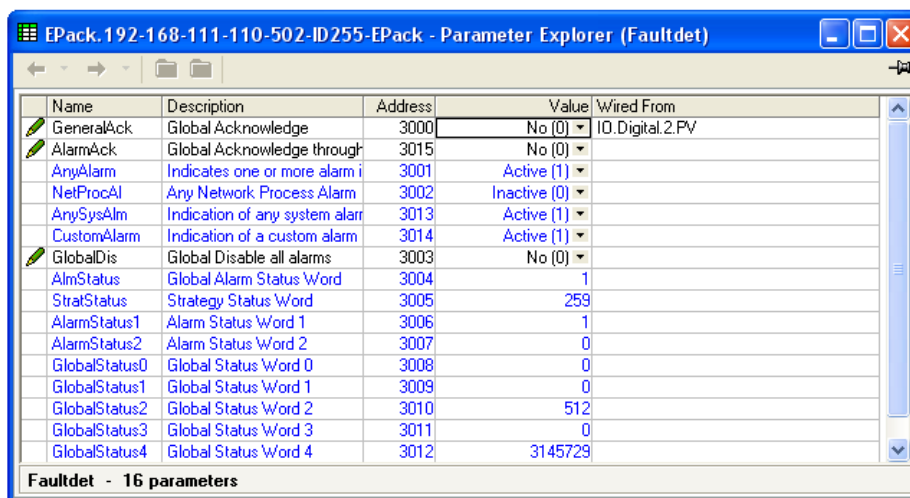 EPack.192-168-111-110-502-ID255-EPack - Parameter Explorer (Faultdet)
Name Description Address Value Wired From
GeneralAck Global Acknowledge 3000 No (0) IO.Digital.2.PV
AlarmAck Global Acknowledge through 3015 No (0)
AnyAlarm Indicates one or more alarm i 3001 Active (1)
NetProcAl Any Network Process Alarm 3002 Inactive (0)
AnySysAlm Indication of any system alarr 3013 Active (1)
CustomAlarm Indication of a custom alarm 3014 Active (1)
GlobalDis Global Disable all alarms 3003 No (0)
AlmStatus Global Alarm Status Word 3004 1
StratStatus Strategy Status Word 3005 259
AlarmStatus1 Alarm Status Word 1 3006 1
AlarmStatus2 Alarm Status Word 2 3007 0
GlobalStatus0 Global Status Word 0 3008 0
GlobalStatus1 Global Status Word 1 3009 0
GlobalStatus2 Global Status Word 2 3010 512
GlobalStatus3 Global Status Word 3 3011 0
GlobalStatus4 Global Status Word 4 3012 3145729
Faultdet - 16 parameters